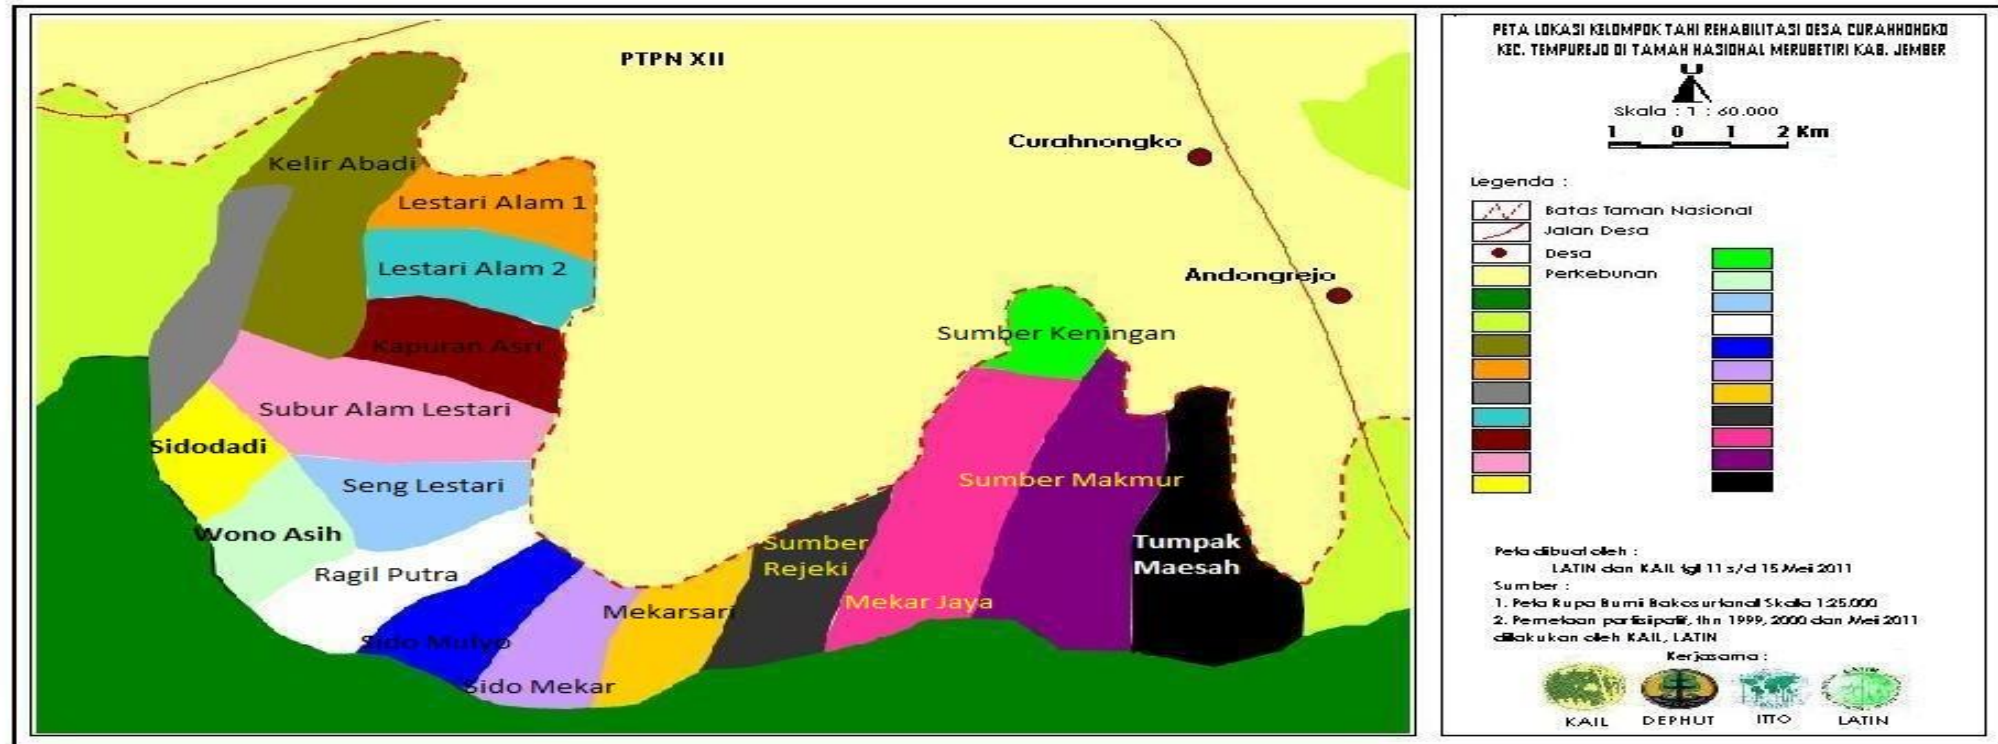 PTPN XII
Curahnongko
Kelir Abadi
Lestari Alam 1
Lestari Alam 2
Andongrejo
Sumber Keningan
Kapuran Asri
Subur Alam Lestari
Sidodadi
Seng Lestari
Sumber Makmur
Wono Asih
Sumber
Rejeki
Tumpak
Maesah
Ragil Putra
Mekar Jaya
Mekarsari
Sido Mulyo
Sido Mekar
PETA LOKASI KELOMPOK TANI REHABILITASI DESA CURAHNONGKO
KEC. TEMPUREJO DI TAMAN NASIONAL MERUBETIRI KAB. JEMBER
U
Skala : 1 : 60.000
1 0 1 2 Km
Legenda :
Batas Taman Nasional
Jalan Desa
Desa
Perkebunan
Peta dibuat oleh :
LATIN dan KAIL tgl 11 s/d 15 Mei 2011
Sumber :
1. Peta Rupa Bumi Bakosurtanal Skala 1:25.000
2. Pemetaan partisipatif, thn 1999, 2000 dan Mei 2011
dilakukan oleh KAIL, LATIN
Kerjasama :
KAIL DEPHUT ITTO LATIN